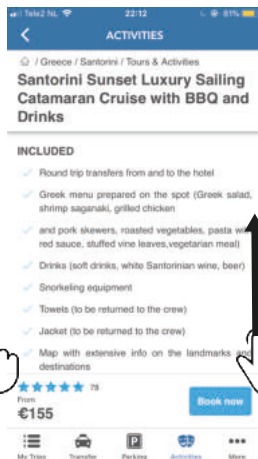 Tele2 NL 22:12 81%
ACTIVITIES
/ Greece / Santorini / Tours & Activities
Santorini Sunset Luxury Sailing
Catamaran Cruise with BBQ and
Drinks
INCLUDED
Round trip transfers from and to the hotel
Greek menu prepared on the spot (Greek salad,
shrimp saganaki, grilled chicken
and pork skewers, roasted vegetables, pasta with
red sauce, stuffed vine leaves,vegetarian meal)
Drinks (soft drinks, white Santorinian wine, beer)
Snorkeling equipment
Towels (to be returned to the crew)
Jacket (to be returned to the crew)
Map with extensive info on the landmarks and
destinations
78
From
€155
Book now
My Trips Transfer Parking Activities More